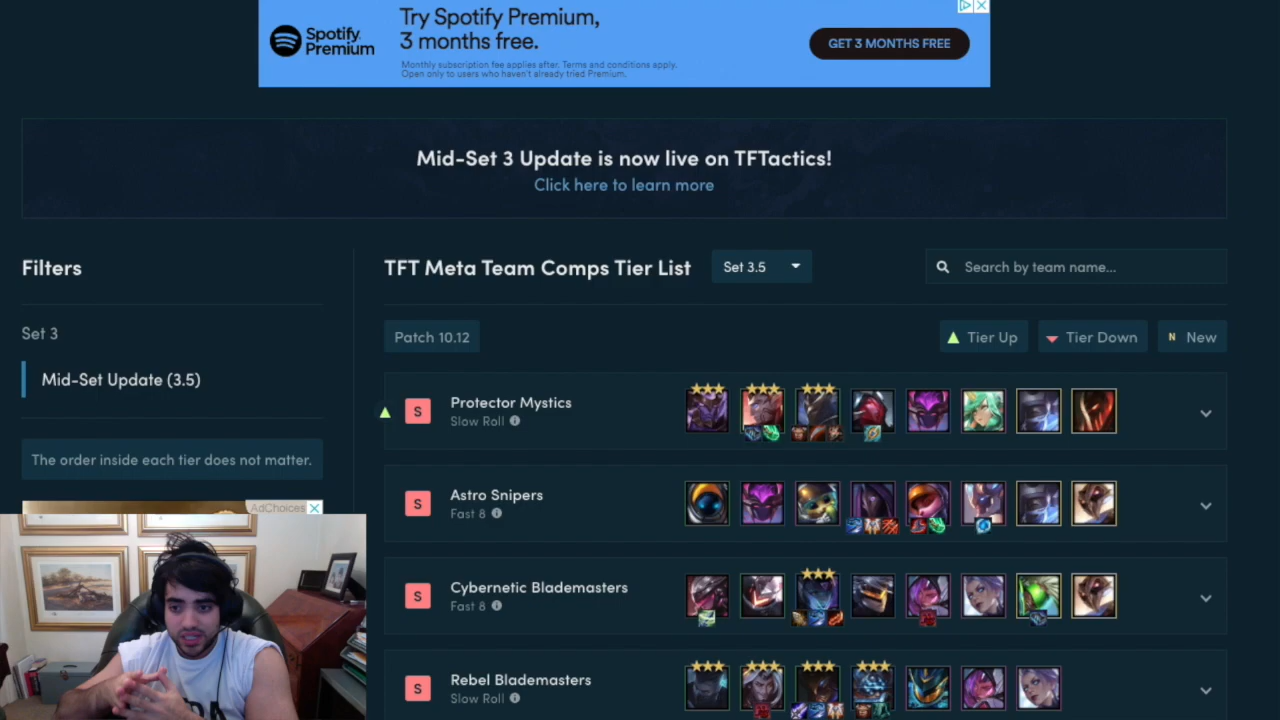 Spotify
Premium
Try Spotify Premium,
3 months free.
Monthly subscription fee applies after. Terms and conditions apply.
Open only to users who haven't already tried Premium.
GET 3 MONTHS FREE
Mid-Set 3 Update is now live on TFTactics!
Click here to learn more
Filters
Set 3
Mid-Set Update (3.5)
The order inside each tier does not matter.
AdChoices
TFT Meta Team Comps Tier List
Set 3.5
Search by team name...
Patch 10.12
Tier Up
Tier Down
N New
S
Protector Mystics
Slow Roll
S
Astro Snipers
Fast 8
S
Cybernetic Blademasters
Fast 8
S
Rebel Blademasters
Slow Roll